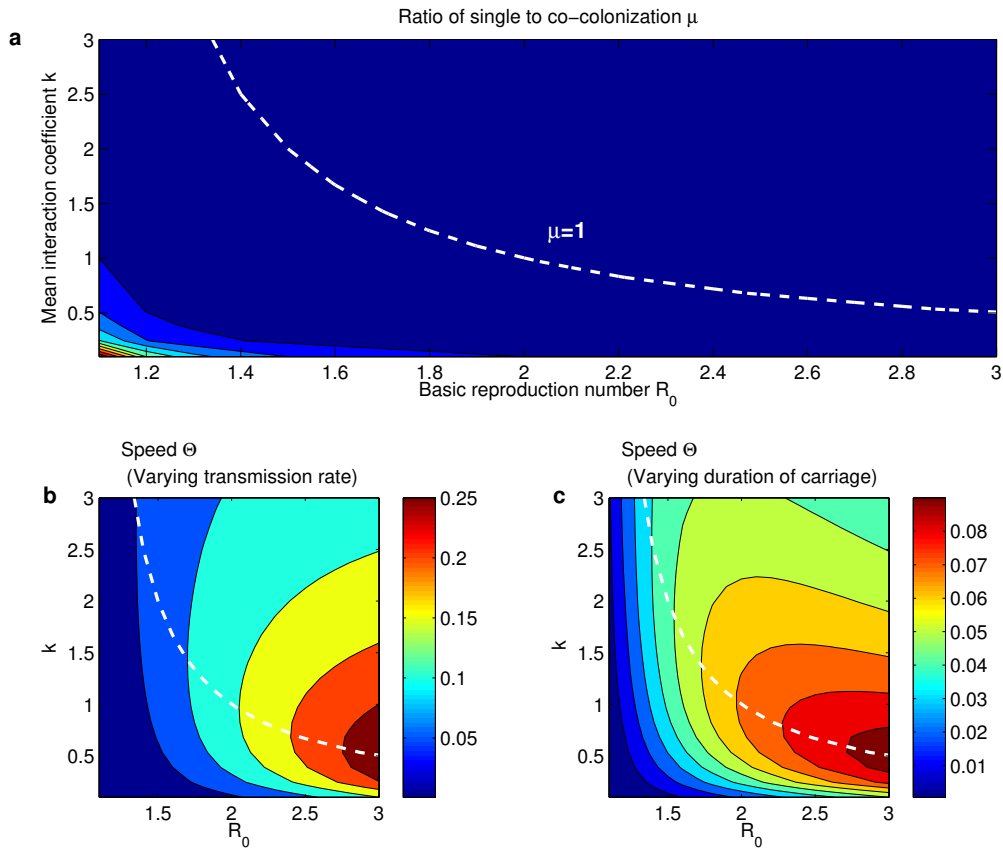 Ratio of single to co−colonization μ
a
Mean interaction coefficient k
3
2.5
2
1.5
1
0.5
μ=1
1.2 1.4 1.6 1.8 2 2.2 2.4 2.6 2.8 3
Basic reproduction number R0
Speed Θ
(Varying transmission rate)
b
k
3
2.5
2
1.5
1
0.5
1.5 2 2.5 3
R0
0.25
0.2
0.15
0.1
0.05
Speed Θ
(Varying duration of carriage)
c
k
3
2.5
2
1.5
1
0.5
1.5 2 2.5 3
R0
0.08
0.07
0.06
0.05
0.04
0.03
0.02
0.01